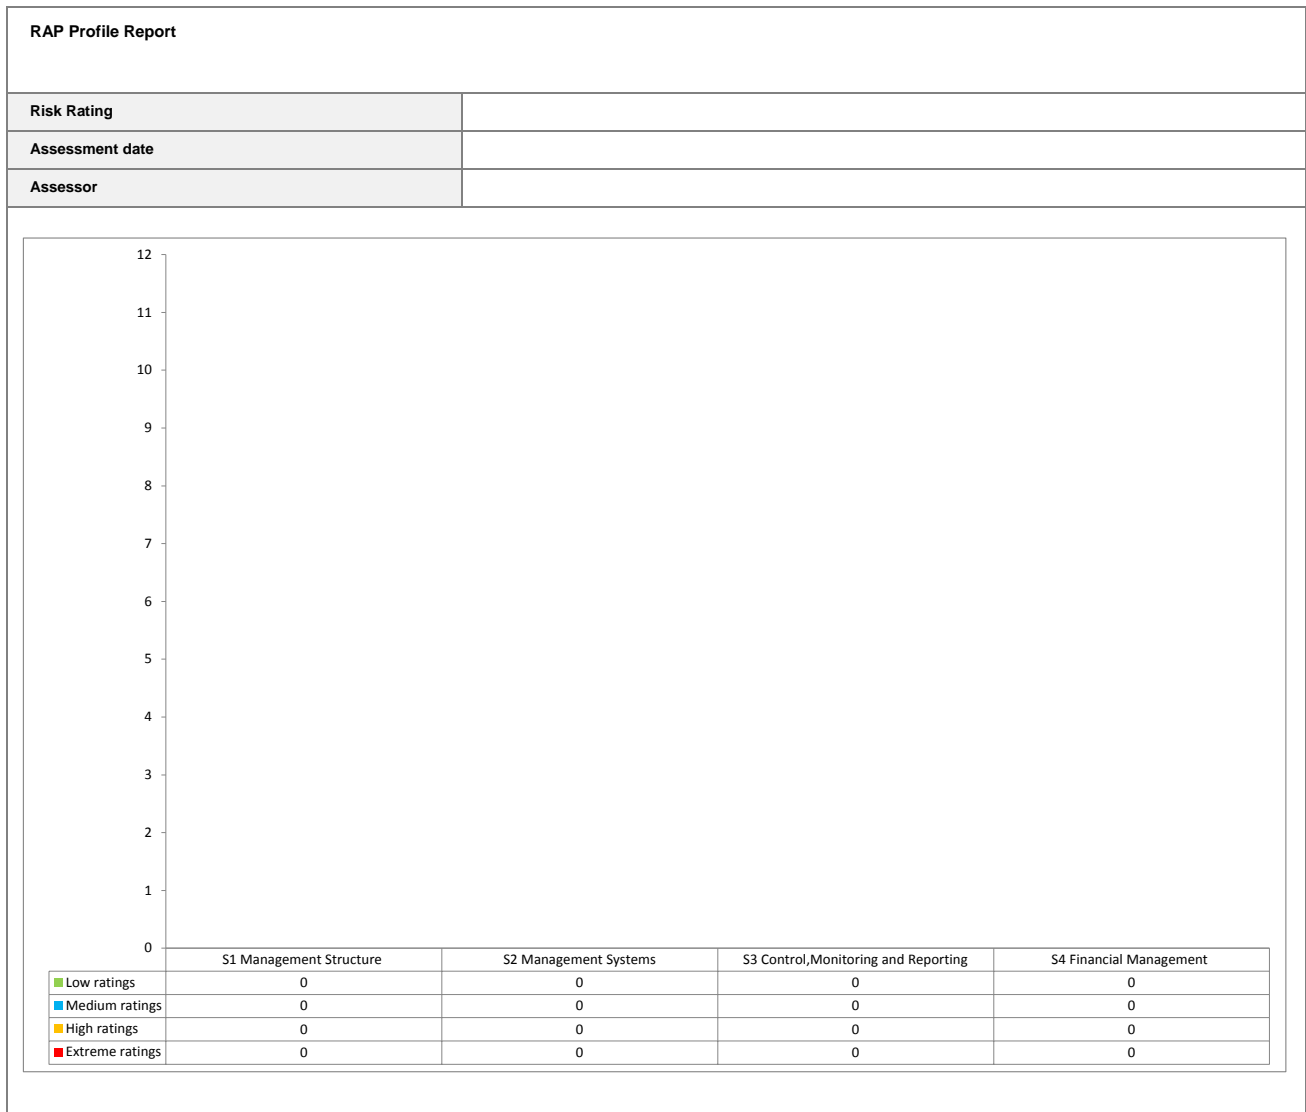 RAP Profile Report
Risk Rating
Assessment date
Assessor
12
11
10
9
8
7
6
5
4
3
2
1
0
S1 Management Structure S2 Management Systems S3 Control,Monitoring and Reporting S4 Financial Management
Low ratings 0 0 0 0
Medium ratings 0 0 0 0
High ratings 0 0 0 0
Extreme ratings 0 0 0 0